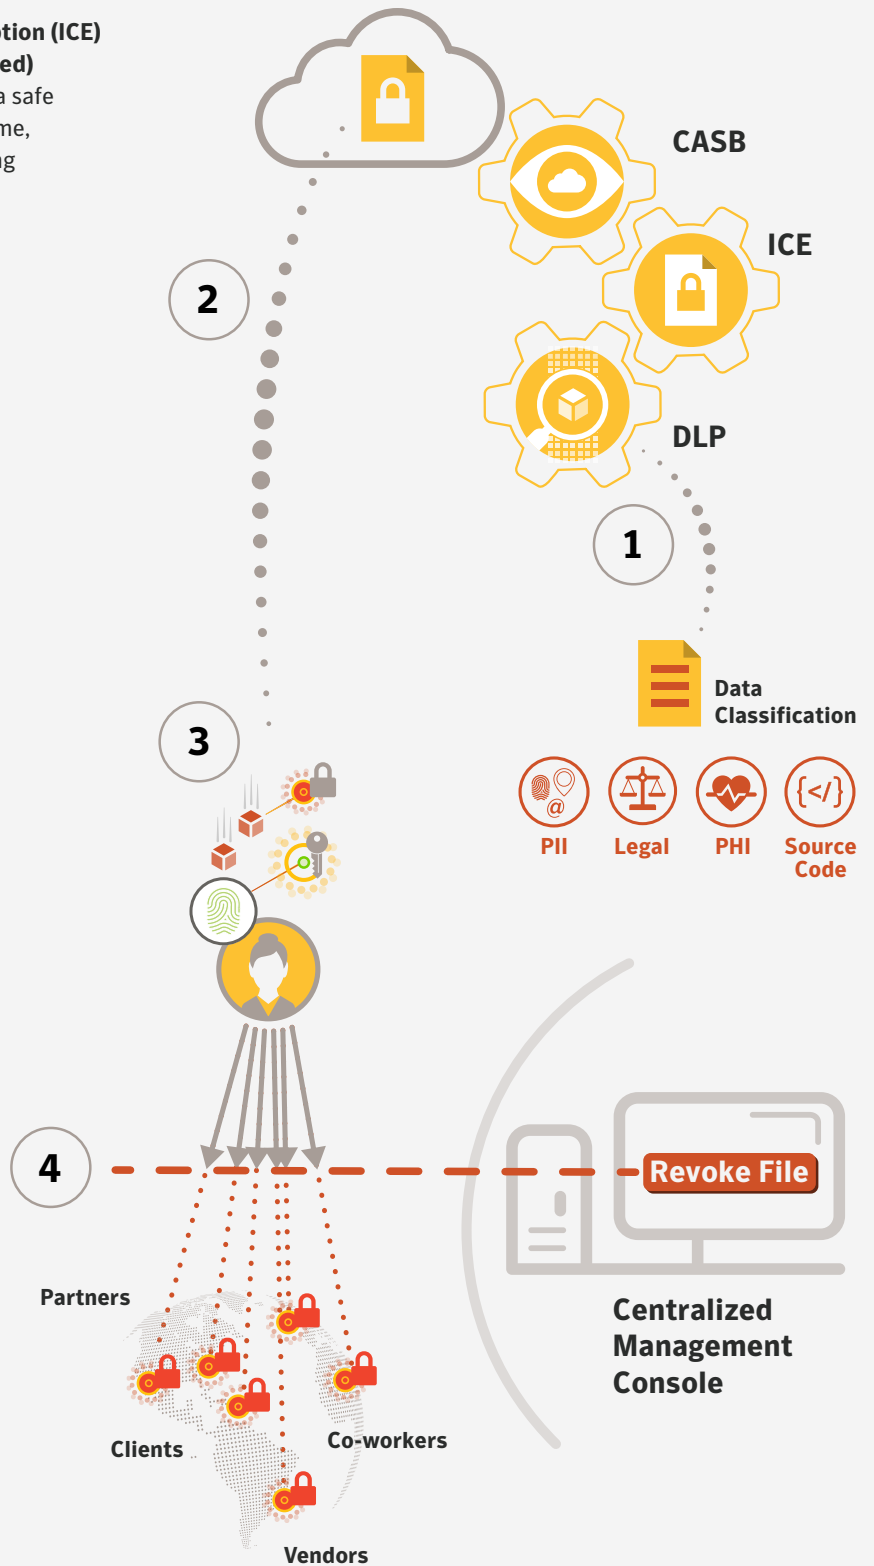 tion (ICE)
ed)
a safe
me,
ng
CASB
ICE
2
DLP
1
Data
Classification
3
@
{</}
PII
Legal
PHI
Source
Code
4
Revoke File
Partners
Centralized
Management
Console
Clients
Co-workers
Vendors